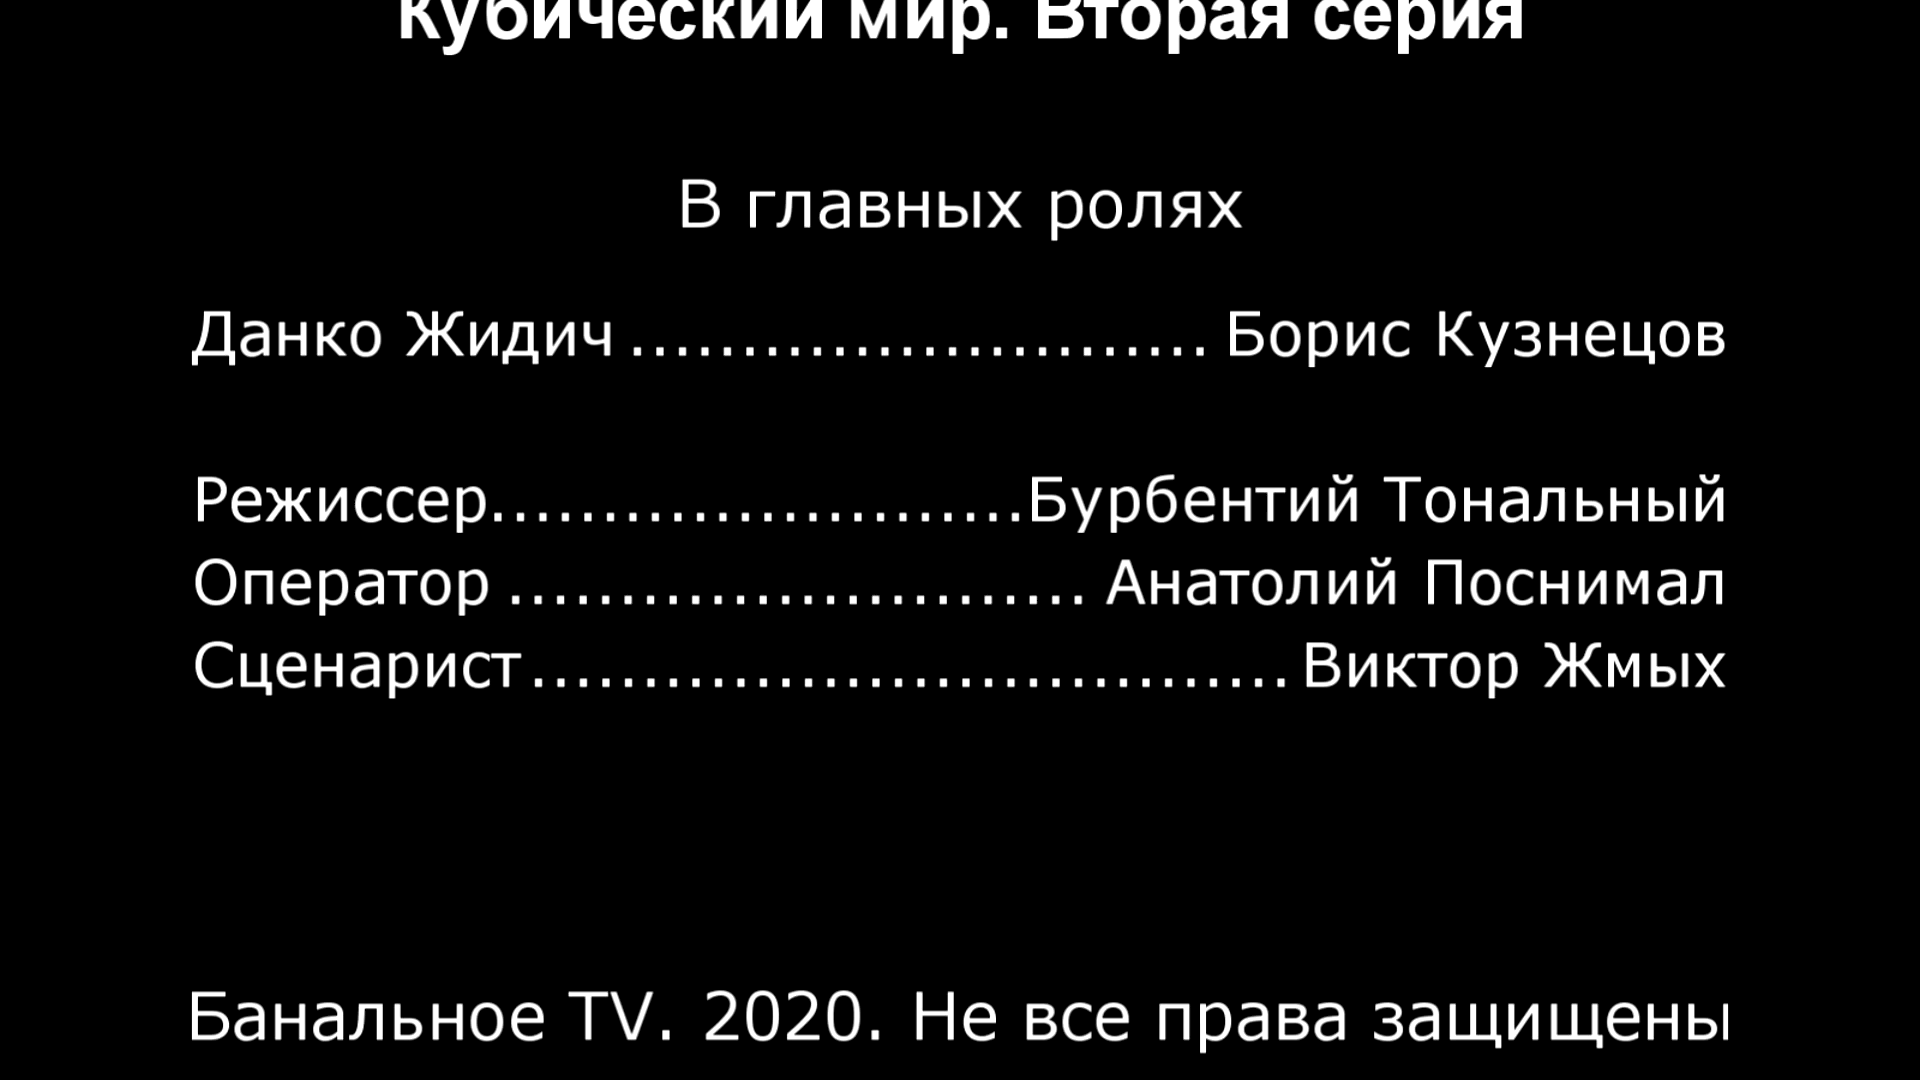 Кубический мир. Вторая серия
В главных ролях
Данко Жидич .......................... Борис Кузнецов
Режиссер........................Бурбентий Тональный
Оператор .......................... Анатолий Поснимал
Сценарист.................................. Виктор Жмых
Банальное TV. 2020. Не все права защищены